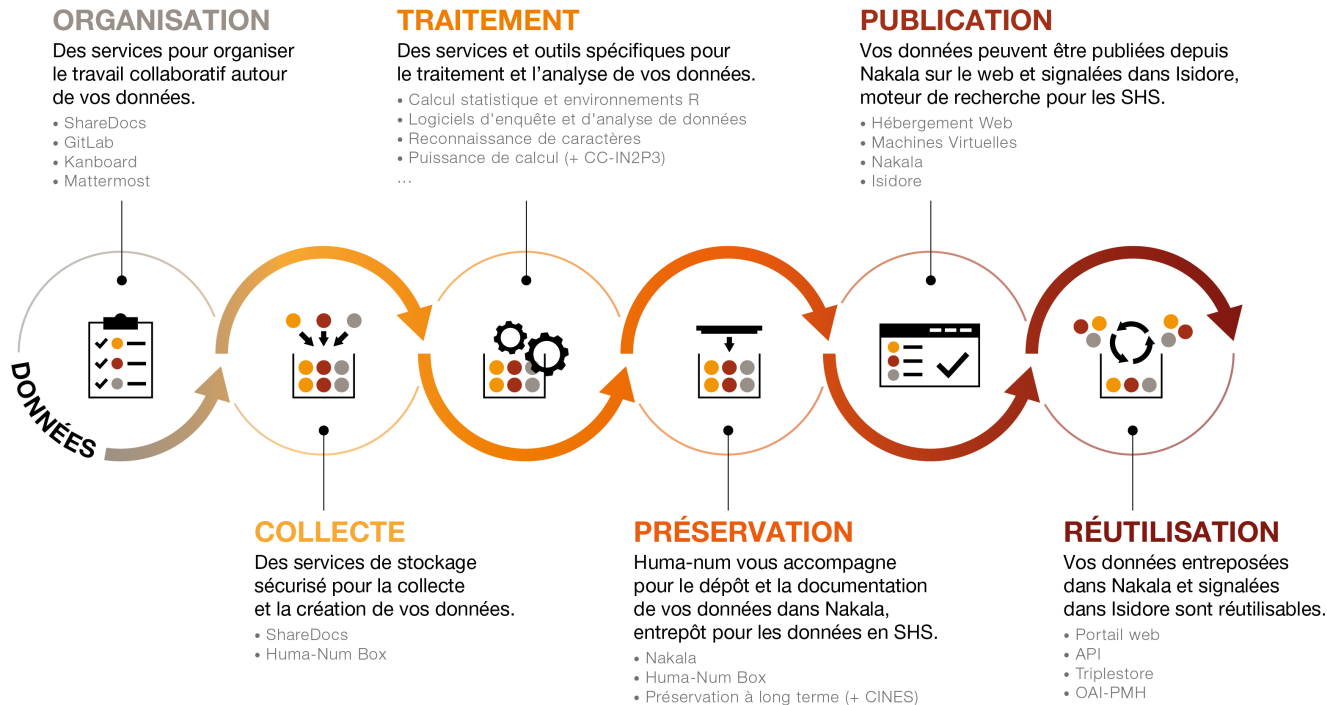 ORGANISATION
Des services pour organiser
le travail collaboratif autour
de vos données.
• ShareDocs
• GitLab
• Kanboard
• Mattermost
TRAITEMENT
Des services et outils spécifiques pour
le traitement et l’analyse de vos données.
• Calcul statistique et environnements R
• Logiciels d'enquête et d'analyse de données
• Reconnaissance de caractères
• Puissance de calcul (+ CC-IN2P3)
...
PUBLICATION
Vos données peuvent être publiées depuis
Nakala sur le web et signalées dans Isidore,
moteur de recherche pour les SHS.
• Hébergement Web
• Machines Virtuelles
• Nakala
• Isidore
DONNÉES
COLLECTE
Des services de stockage
sécurisé pour la collecte
et la création de vos données.
• ShareDocs
• Huma-Num Box
PRÉSERVATION
Huma-num vous accompagne
pour le dépôt et la documentation
de vos données dans Nakala,
entrepôt pour les données en SHS.
• Nakala
• Huma-Num Box
• Préservation à long terme (+ CINES)
RÉUTILISATION
Vos données entreposées
dans Nakala et signalées
dans Isidore sont réutilisables.
• Portail web
• API
• Triplestore
• OAI-PMH